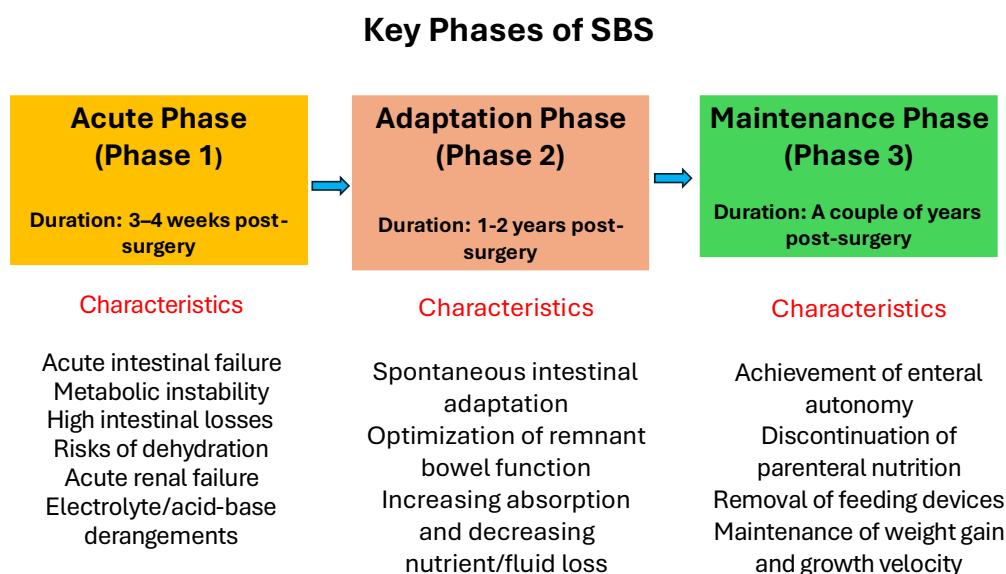 Key Phases of SBS
Acute Phase
(Phase 1)
Duration: 3–4 weeks post-
surgery
Characteristics
Acute intestinal failure
Metabolic instability
High intestinal losses
Risks of dehydration
Acute renal failure
Electrolyte/acid-base
derangements
Adaptation Phase
(Phase 2)
Duration: 1-2 years post-
surgery
Characteristics
Spontaneous intestinal
adaptation
Optimization of remnant
bowel function
Increasing absorption
and decreasing
nutrient/fluid loss
Maintenance Phase
(Phase 3)
Duration: A couple of years
post-surgery
Characteristics
Achievement of enteral
autonomy
Discontinuation of
parenteral nutrition
Removal of feeding devices
Maintenance of weight gain
and growth velocity